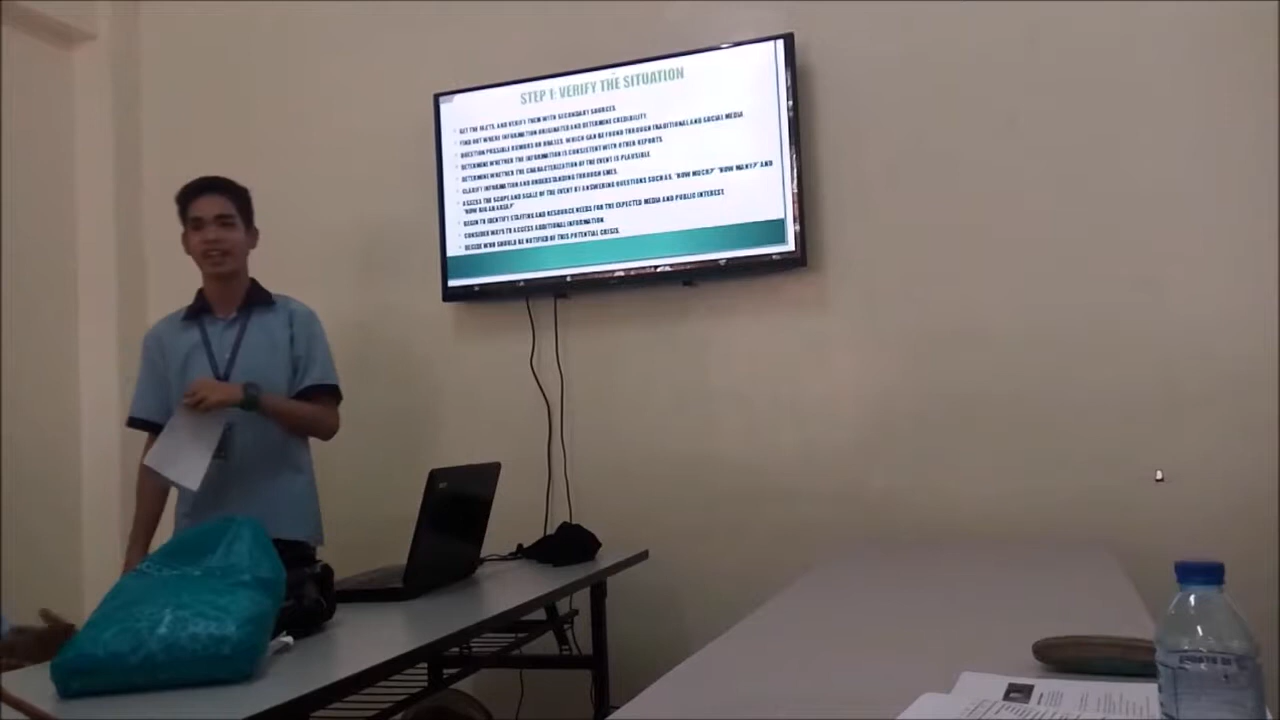 STEP 1: VERIFY THE SITUATION
GET THE FACTS, AND VERIFY THEM WITH SECONDARY SOURCES.
FIND OUT WHERE INFORMATION ORIGINATED AND DETERMINE CREDIBILITY.
QUESTION POSSIBLE RUMORS OR HOAXES, WHICH CAN BE FOUND THROUGH TRADITIONAL AND SOCIAL MEDIA
DETERMINE WHETHER THE INFORMATION IS CONSISTENT WITH OTHER REPORTS
DETERMINE WHETHER THE CHARACTERIZATION OF THE EVENT IS PLAUSIBLE
CLARIFY INFORMATION AND UNDERSTANDING THROUGH SMES.
ASSESS THE SCOPE AND SCALE OF THE EVENT BY ANSWERING QUESTIONS SUCH AS, "HOW MUCH?" "HOW MANY?" AND
"HOW BIG AN AREA?"
BEGIN TO IDENTIFY STAFFING AND RESOURCE NEEDS FOR THE EXPECTED MEDIA AND PUBLIC INTEREST.
CONSIDER WAYS TO ACCESS ADDITIONAL INFORMATION.
DECIDE WHO SHOULD BE NOTIFIED OF THIS POTENTIAL CRISIS.